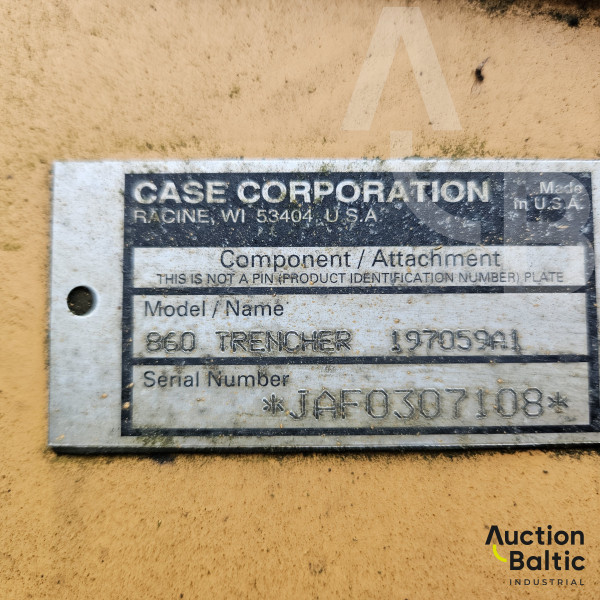 CASE CORPORATION
RACINE, WI 53404 U.S.A
Made
In U.S.A.
Component / Attachment
THIS IS NOT A PIN (PRODUCT IDENTIFICATION NUMBER) PLATE
Model / Name
860 TRENCHER 197059A1
Serial Number
*JAF0307108*
Auction
Baltic
INDUSTRIAL